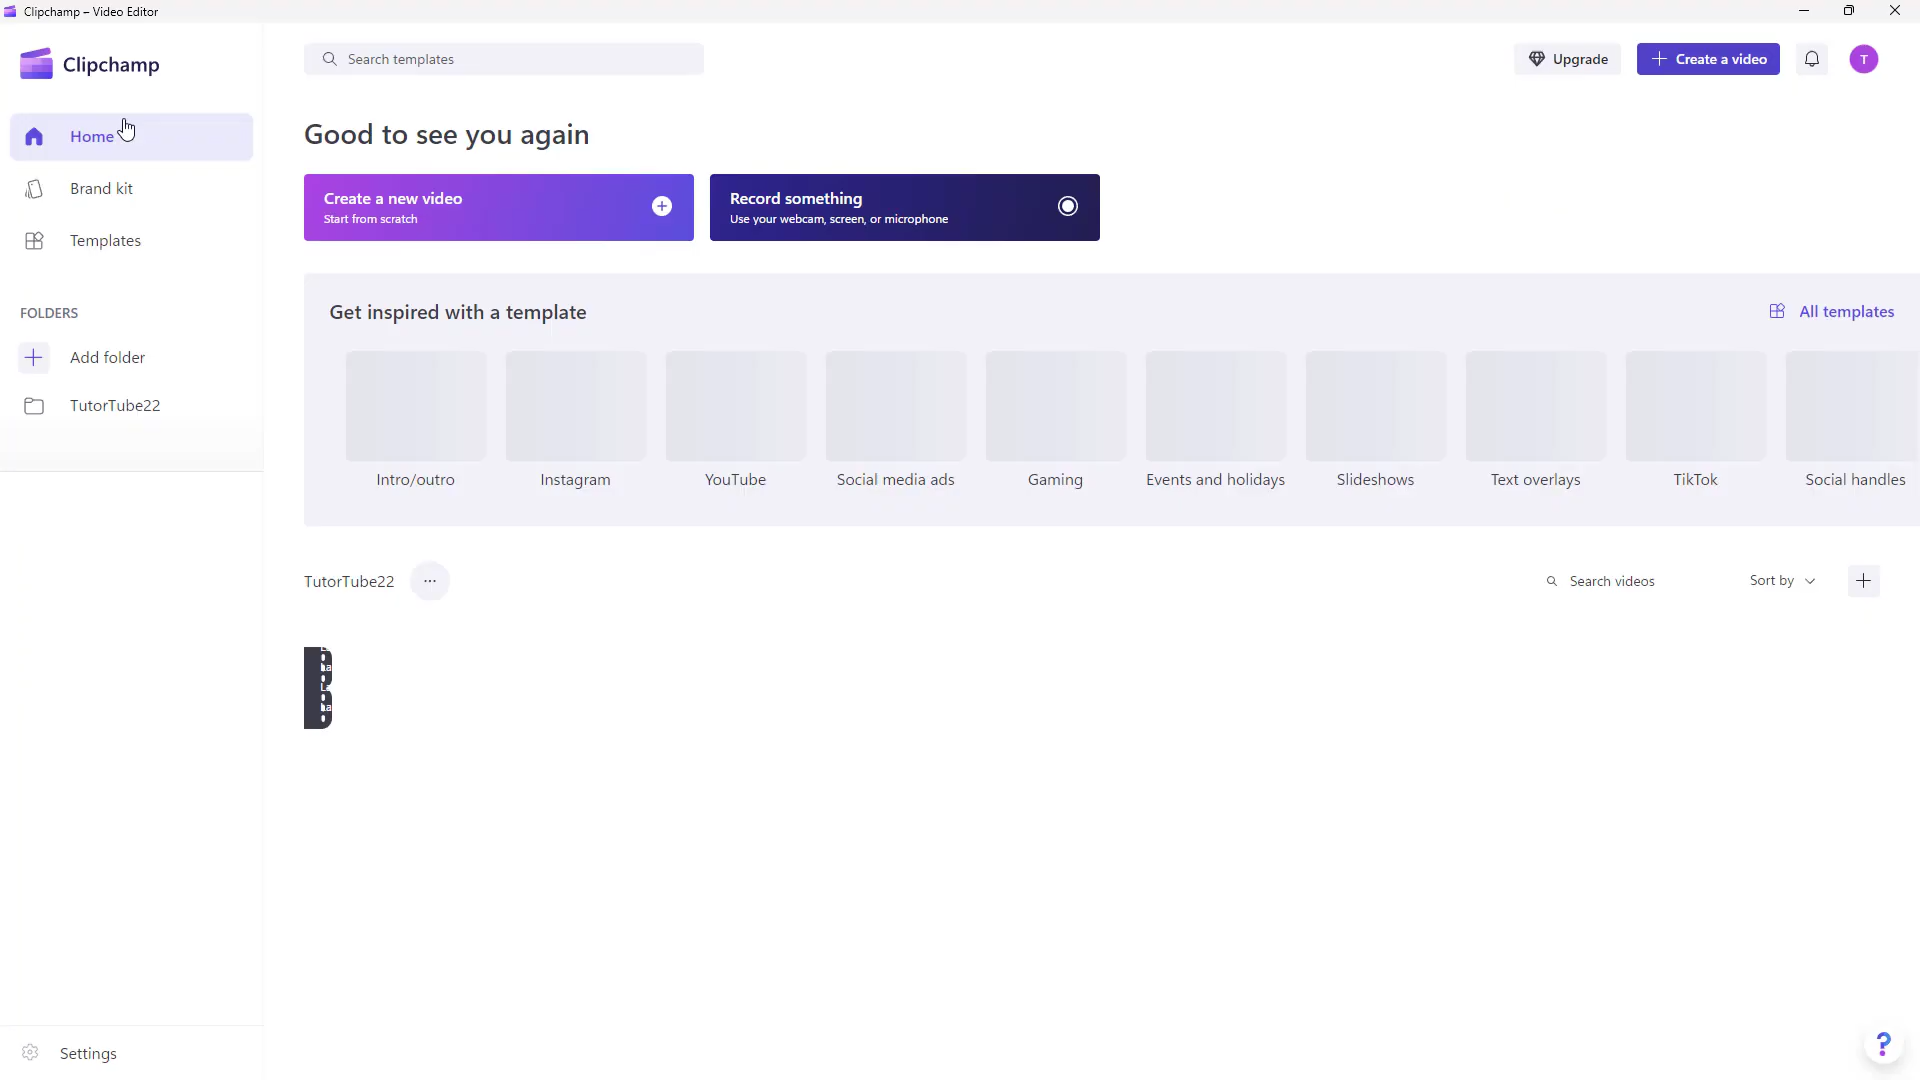 Clipchamp – Video Editor
Clipchamp
Search templates
Upgrade
Create a video
T
Home
Brand kit
Templates
FOLDERS
Add folder
TutorTube22
Good to see you again
Create a new video
Start from scratch
Record something
Use your webcam, screen, or microphone
Get inspired with a template
All templates
Intro/outro
Instagram
YouTube
Social media ads
Gaming
Events and holidays
Slideshows
Text overlays
TikTok
Social handles
TutorTube22
...
Search videos
Sort by
Settings
?